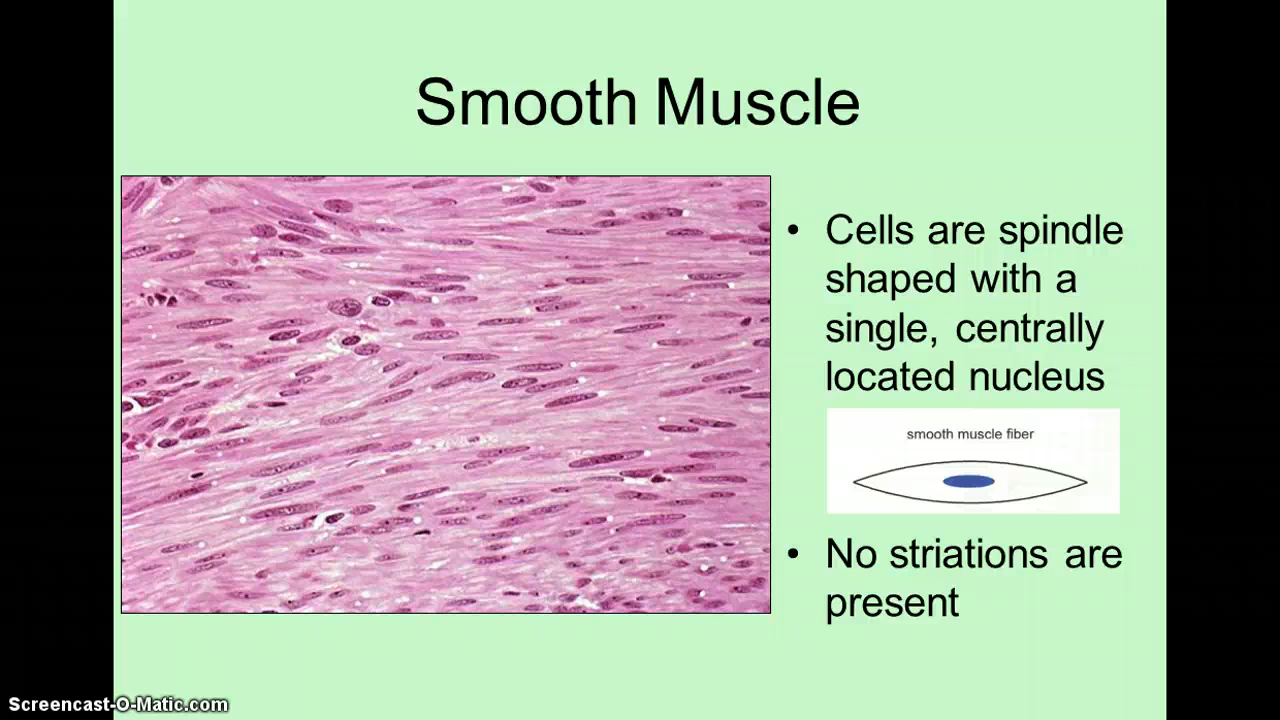 Smooth Muscle
• Cells are spindle
shaped with a
single, centrally
located nucleus
smooth muscle fiber
• No striations are
present
Screencast-O-Matic.com